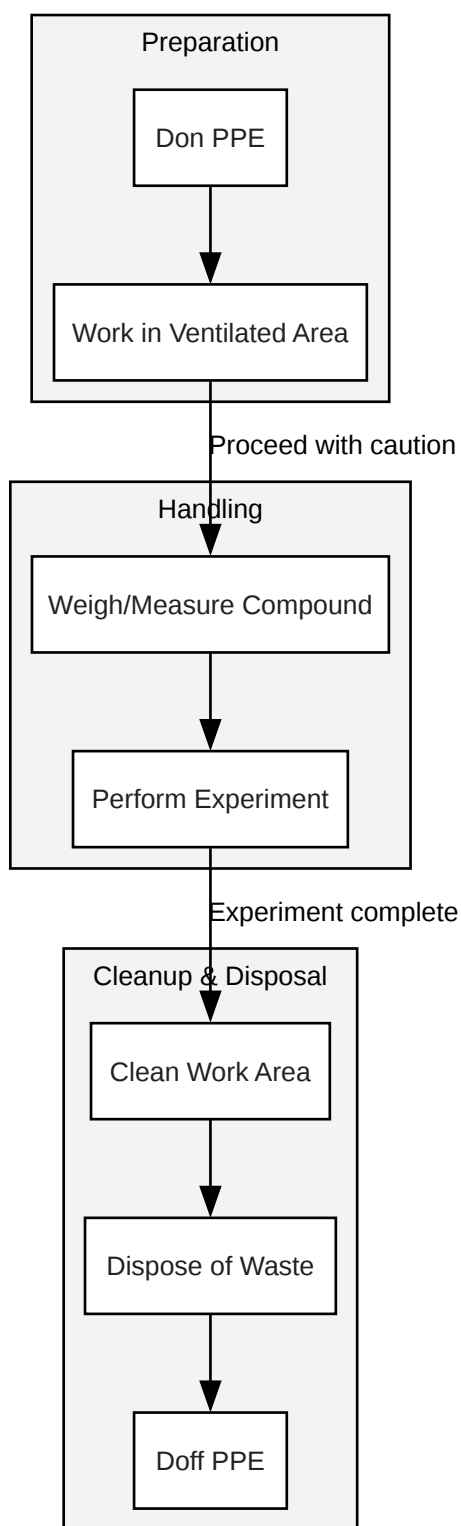 Preparation
Don PPE
Work in Ventilated Area
Proceed with caution
Handling
Weigh/Measure Compound
Perform Experiment
Experiment complete
Cleanup & Disposal
Clean Work Area
Dispose of Waste
Doff PPE